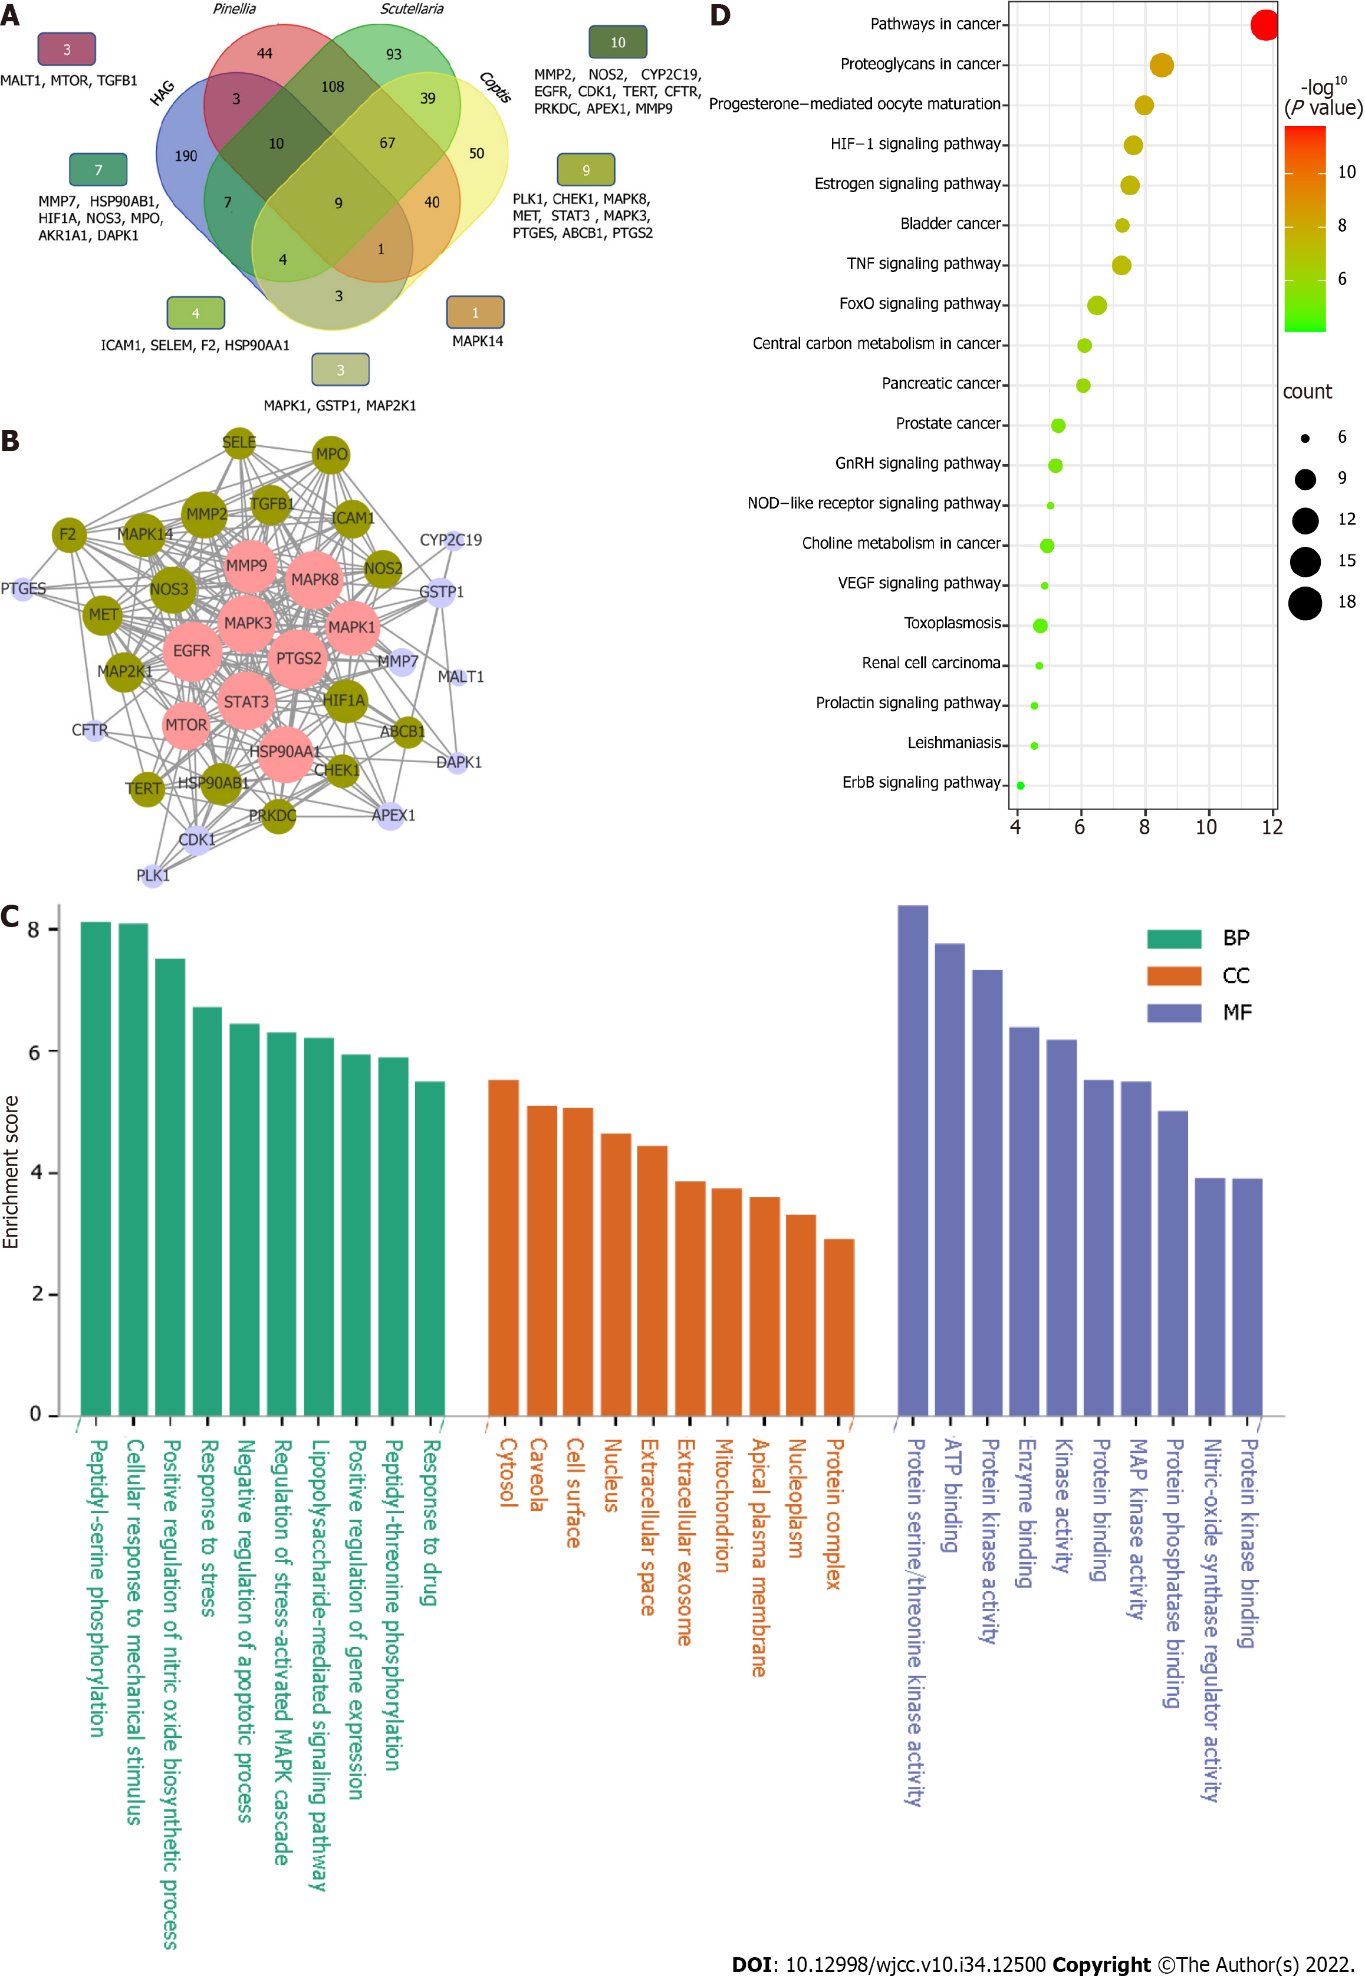 A
Pinellia
Scutellaria
HAG
Coptis
44
93
108
3
39
10
67
190
50
7
9
40
4
1
3
3
MALT1, MTOR, TGFB1
10
MMP2, NOS2, CYP2C19,
EGFR, CDK1, TERT, CFTR,
PRKDC, APEX1, MMP9
7
MMP7, HSP90AB1,
HIF1A, NOS3, MPO,
AKR1A1, DAPK1
9
PLK1, CHEK1, MAPK8,
MET, STAT3 , MAPK3,
PTGES, ABCB1, PTGS2
4
ICAM1, SELEM, F2, HSP90AA1
1
MAPK14
3
MAPK1, GSTP1, MAP2K1
B
SELE
MPO
TGFB1
MMP2
ICAM1
F2
MAPK14
CYP2C19
MMP9
MAPK8
NOS2
PTGES
NOS3
GSTP1
MET
MAPK3
MAPK1
EGFR
PTGS2
MMP7
MAP2K1
MALT1
STAT3
HIF1A
CFTR
MTOR
ABCB1
HSP90AA1
DAPK1
CHEK1
TERT
HSP90AB1
PRKDC
APEX1
CDK1
PLK1
D
Pathways in cancer
Proteoglycans in cancer
Progesterone−mediated oocyte maturation
HIF−1 signaling pathway
Estrogen signaling pathway
Bladder cancer
TNF signaling pathway
FoxO signaling pathway
Central carbon metabolism in cancer
Pancreatic cancer
Prostate cancer
GnRH signaling pathway
NOD−like receptor signaling pathway
Choline metabolism in cancer
VEGF signaling pathway
Toxoplasmosis
Renal cell carcinoma
Prolactin signaling pathway
Leishmaniasis
ErbB signaling pathway
4
6
8
10
12
-log10
(P value)
10
8
6
count
6
9
12
15
18
C
Enrichment score
8
6
4
2
0
BP
CC
MF
Peptidyl-serine phosphorylation
Cellular response to mechanical stimulus
Positive regulation of nitric oxide biosynthetic process
Response to stress
Negative regulation of apoptotic process
Regulation of stress-activated MAPK cascade
Lipopolysaccharide-mediated signaling pathway
Positive regulation of gene expression
Peptidyl-threonine phosphorylation
Response to drug
Cytosol
Caveola
Cell surface
Nucleus
Extracellular space
Extracellular exosome
Mitochondrion
Apical plasma membrane
Nucleoplasm
Protein complex
Protein serine/threonine kinase activity
ATP binding
Protein kinase activity
Enzyme binding
Kinase activity
Protein binding
MAP kinase activity
Protein phosphatase binding
Nitric-oxide synthase regulator activity
Protein kinase binding
DOI: 10.12998/wjcc.v10.i34.12500 Copyright ©The Author(s) 2022.